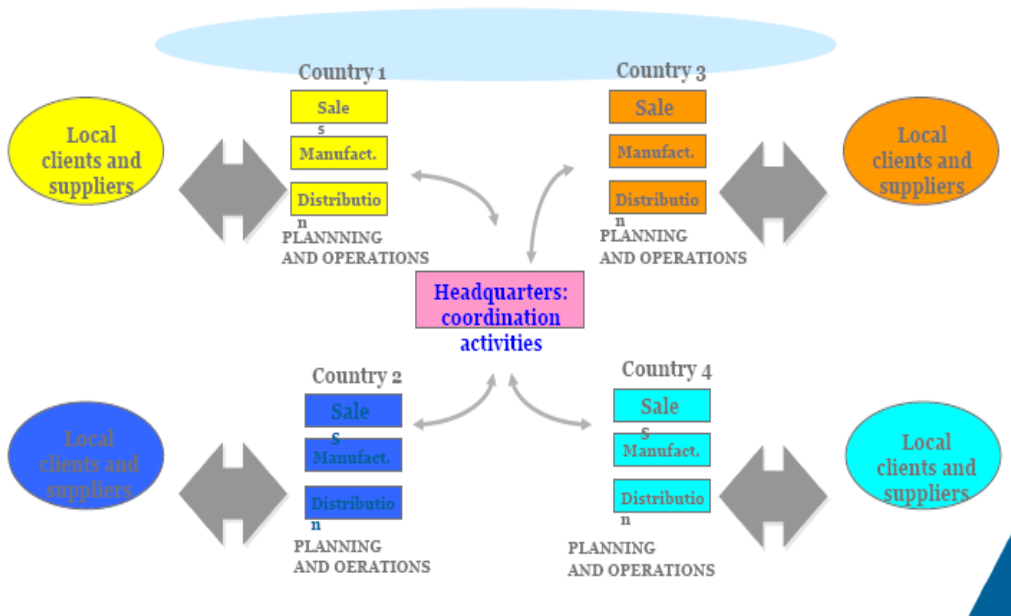 Country 1
Sale
s
Manufact.
Distributio
n
PLANNNING
AND OPERATIONS
Local
clients and
suppliers
Country 3
Sale
Manufact.
Distributio
n
PLANNING
AND OPERATIONS
Local
clients and
suppliers
Headquarters:
coordination
activities
Country 2
Sale
s
Manufact.
Distributio
n
PLANNING
AND OERATIONS
Local
clients and
suppliers
Country 4
Sale
s
Manufact.
Distributio
n
PLANNING
AND OPERATIONS
Local
clients and
suppliers